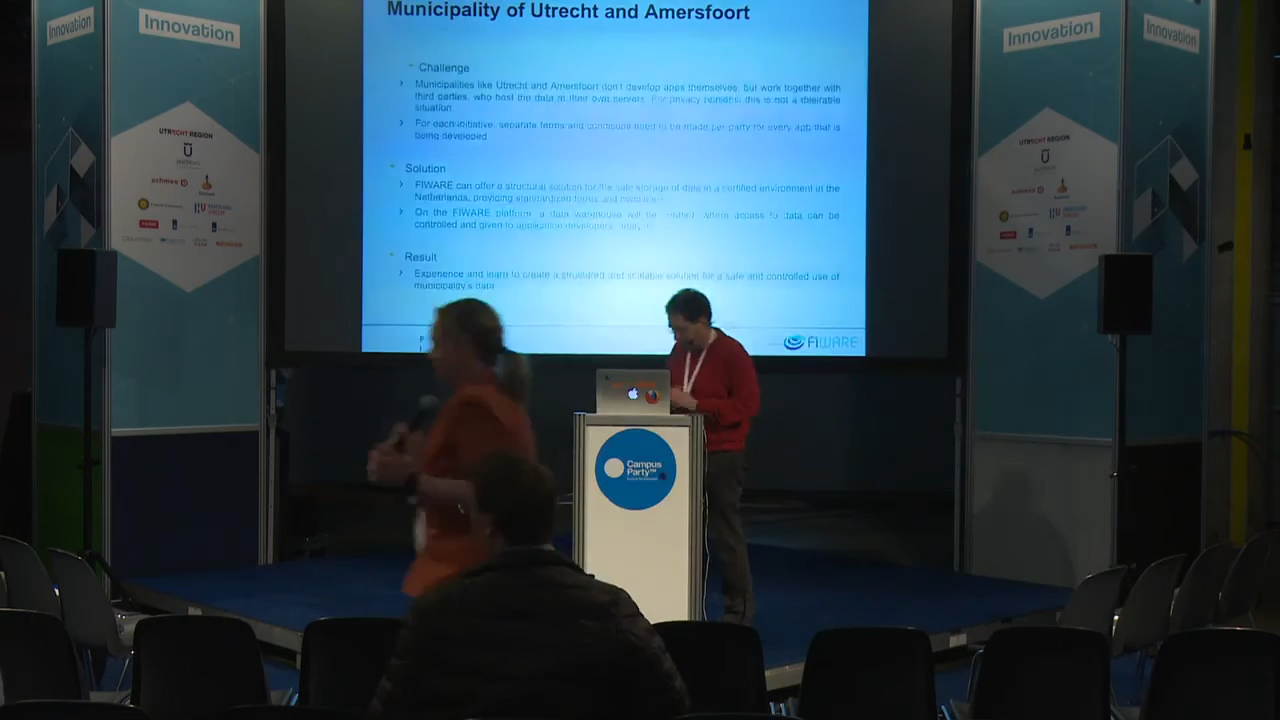 Innovation
Innovation
Innovation
Innovation
Municipality of Utrecht and Amersfoort
Challenge
Municipalities like Utrecht and Amersfoort don't develop apps themselves, but work together with
third parties, who host the data at their own servers. For privacy reasons, this is not a desirable
situation.
For each initiative, separate terms and conditions need to be made per party for every app that is
being developed
Solution
FIWARE can offer a structural solution for the safe storage of data in a certified environment in the
Netherlands, providing standardized
On the FIWARE platform, a data warehouse will be created, where access to data can be
controlled and given to application developers
Result
Experience and learn to create a structured and scalable solution for a safe and controlled use of
municipality's data
FIWARE
UTRECHT REGION
UTRECHT REGION
Campus
Party™